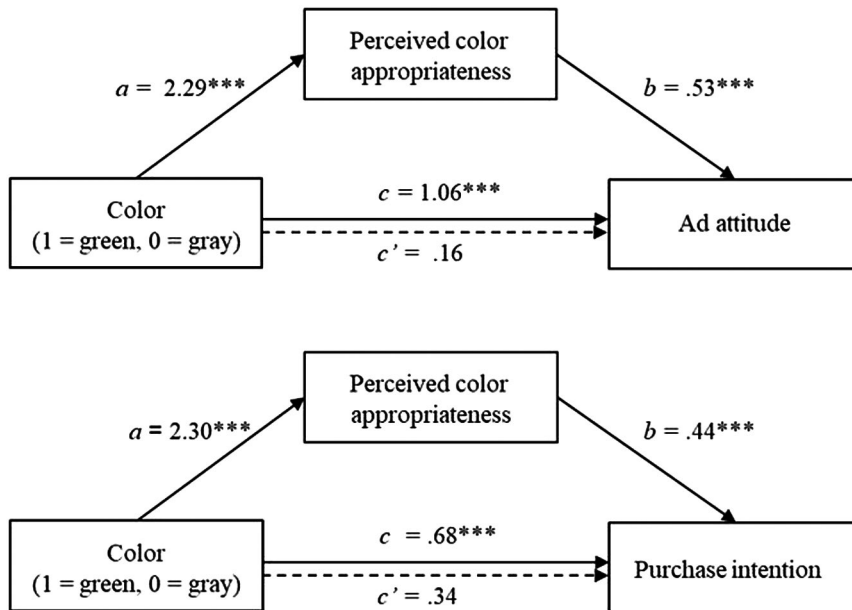 Perceived color
appropriateness
a = 2.29***
b = .53***
c = 1.06***
Color
(1 = green, 0 = gray)
Ad attitude
c’ = .16
Perceived color
appropriateness
a = 2.30***
b = .44***
c = .68***
Color
(1 = green, 0 = gray)
Purchase intention
c’ = .34